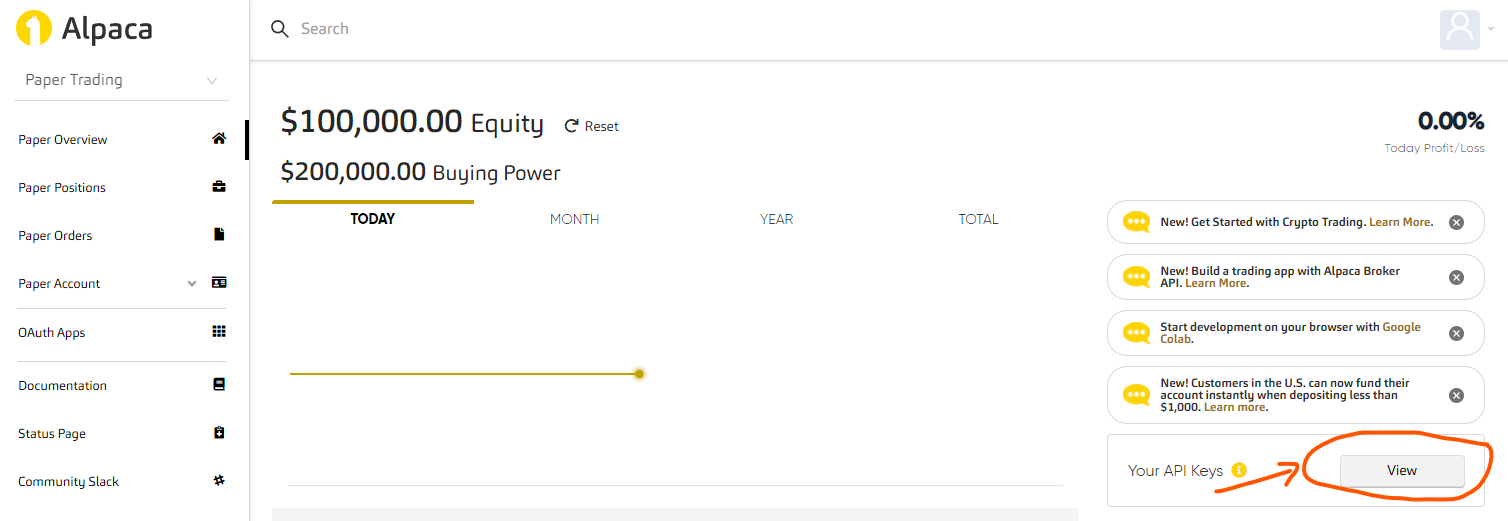 Alpaca
Search
Paper Trading
$100,000.00 Equity
Reset
0.00%
Today Profit/Loss
$200,000.00 Buying Power
Paper Overview
Paper Positions
Paper Orders
Paper Account
OAuth Apps
Documentation
Status Page
Community Slack
TODAY
MONTH
YEAR
TOTAL
New! Get Started with Crypto Trading. Learn More.
New! Build a trading app with Alpaca Broker
API. Learn More.
Start development on your browser with Google
Colab.
New! Customers in the U.S. can now fund their
account instantly when depositing less than
$1,000. Learn more.
Your API Keys
View